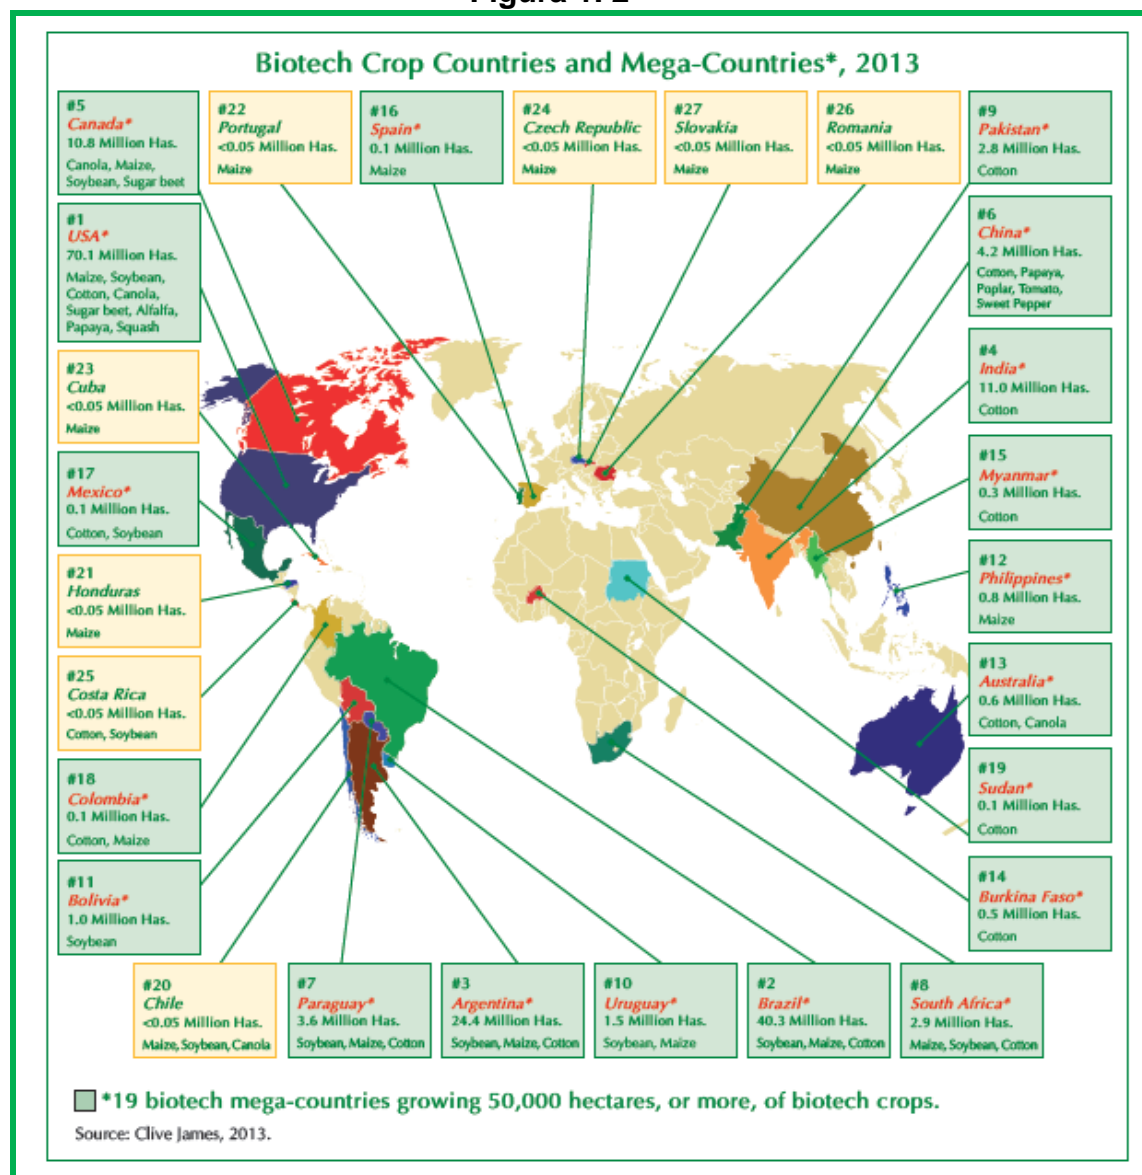 Figura 1. 2
Biotech Crop Countries and Mega-Countries*, 2013
#5
Canada*
10.8 Million Has.
Canola, Maize,
Soybean, Sugar beet
#22
Portugal
<0.05 Million Has.
Maize
#16
Spain*
0.1 Million Has.
Maize
#24
Czech Republic
<0.05 Million Has.
Maize
#27
Slovakia
<0.05 Million Has.
Maize
#26
Romania
<0.05 Million Has.
Maize
#9
Pakistan*
2.8 Million Has.
Cotton
#1
USA*
70.1 Million Has.
Maize, Soybean,
Cotton, Canola,
Sugar beet, Alfalfa,
Papaya, Squash
#6
China*
4.2 Million Has.
Cotton, Papaya,
Poplar, Tomato,
Sweet Pepper
#23
Cuba
<0.05 Million Has.
Maize
#4
India*
11.0 Million Has.
Cotton
#17
Mexico*
0.1 Million Has.
Cotton, Soybean
#15
Myanmar*
0.3 Million Has.
Cotton
#21
Honduras
<0.05 Million Has.
Maize
#12
Philippines*
0.8 Million Has.
Maize
#25
Costa Rica
<0.05 Million Has.
Cotton, Soybean
#13
Australia*
0.6 Million Has.
Cotton, Canola
#18
Colombia*
0.1 Million Has.
Cotton, Maize
#19
Sudan*
0.1 Million Has.
Cotton
#11
Bolivia*
1.0 Million Has.
Soybean
#14
Burkina Faso*
0.5 Million Has.
Cotton
#20
Chile
<0.05 Million Has.
Maize, Soybean, Canola
#7
Paraguay*
3.6 Million Has.
Soybean, Maize, Cotton
#3
Argentina*
24.4 Million Has.
Soybean, Maize, Cotton
#10
Uruguay*
1.5 Million Has.
Soybean, Maize
#2
Brazil*
40.3 Million Has.
Soybean, Maize, Cotton
#8
South Africa*
2.9 Million Has.
Maize, Soybean, Cotton
*19 biotech mega-countries growing 50,000 hectares, or more, of biotech crops.
Source: Clive James, 2013.